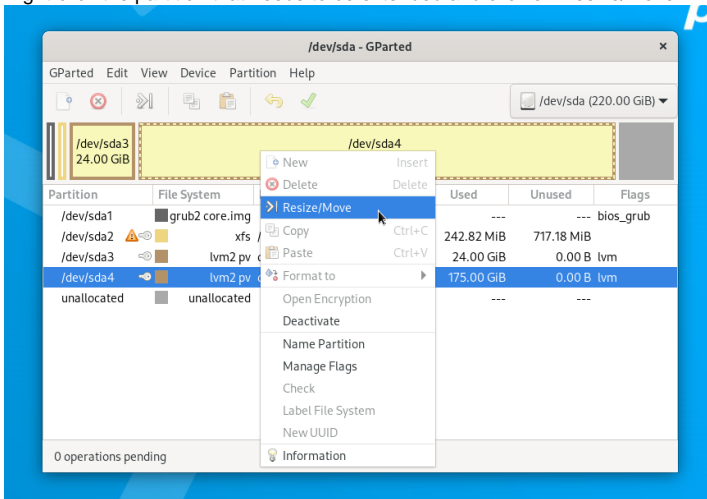 /dev/sda - GParted ×
GParted Edit View Device Partition Help
/dev/sda (220.00 GiB)
/dev/sda3
24.00 GiB
/dev/sda4
Partition File System Used Unused Flags
/dev/sda1 grub2 core.img --- --- bios_grub
/dev/sda2 xfs / 242.82 MiB 717.18 MiB
/dev/sda3 lvm2 pv 24.00 GiB 0.00 B lvm
/dev/sda4 lvm2 pv 175.00 GiB 0.00 B lvm
unallocated unallocated --- ---
New Insert
Delete Delete
Resize/Move
Copy Ctrl+C
Paste Ctrl+V
Format to
Open Encryption
Deactivate
Name Partition
Manage Flags
Check
Label File System
New UUID
Information
0 operations pending